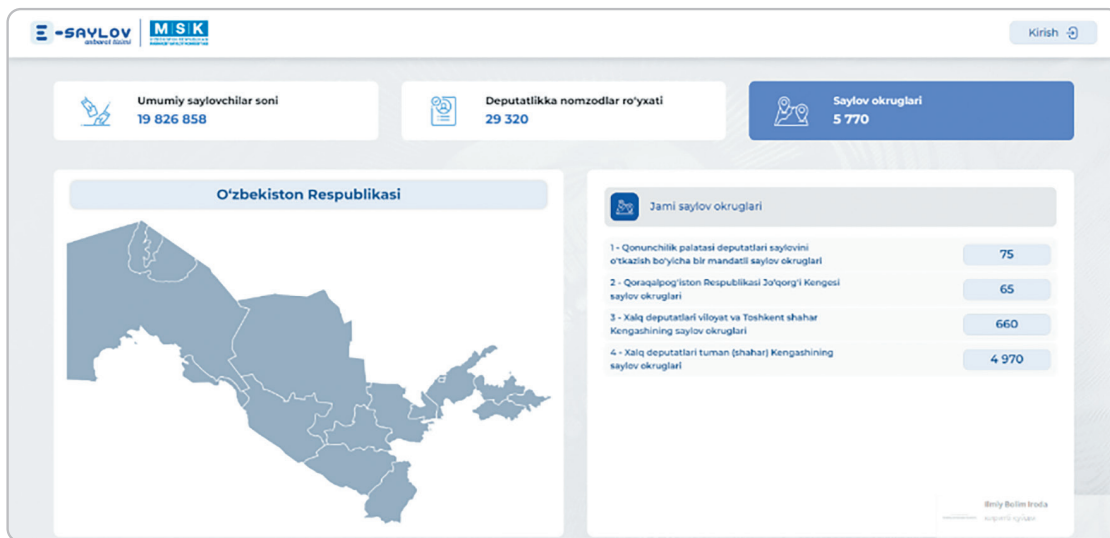 E-SAYLOV
axborot tizimi
MSK
Kirish
Umumiy saylovchilar soni
19 826 858
Deputatlikka nomzodlar ro'yxati
29 320
Saylov okruglari
5 770
O'zbekiston Respublikasi
Jami saylov okruglari
1 - Qonunchilik palatasi deputatlari saylovini
o'tkazish bo'yicha bir mandatli saylov okruglari
75
2 - Qoraqalpog'iston Respublikasi Jo'qorg'i Kengesi
saylov okruglari
65
3 - Xalq deputatlari viloyat va Toshkent shahar
Kengashining saylov okruglari
660
4 - Xalq deputatlari tuman (shahar) Kengashining
saylov okruglari
4 970
Ilmiy Bolim Iroda